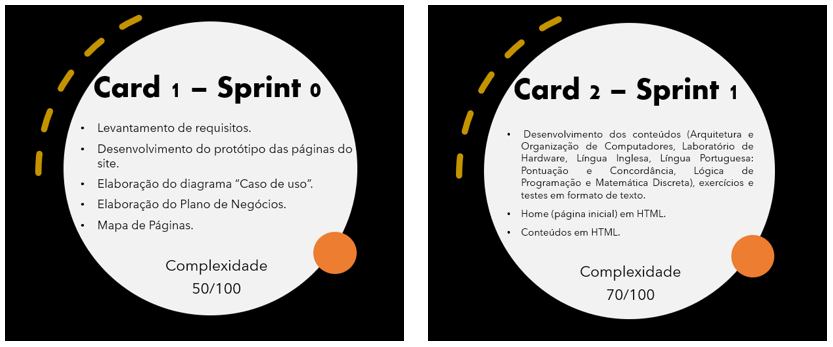 Card 1 – Sprint 0
• Levantamento de requisitos.
• Desenvolvimento do protótipo das páginas do
site.
• Elaboração do diagrama “Caso de uso”.
• Elaboração do Plano de Negócios.
• Mapa de Páginas.
Complexidade
50/100
Card 2 – Sprint 1
• Desenvolvimento dos conteúdos (Arquitetura e
Organização de Computadores, Laboratório de
Hardware, Língua Inglesa, Língua Portuguesa:
Pontuação e Concordância, Lógica de
Programação e Matemática Discreta), exercícios e
testes em formato de texto.
• Home (página inicial) em HTML.
• Conteúdos em HTML.
Complexidade
70/100